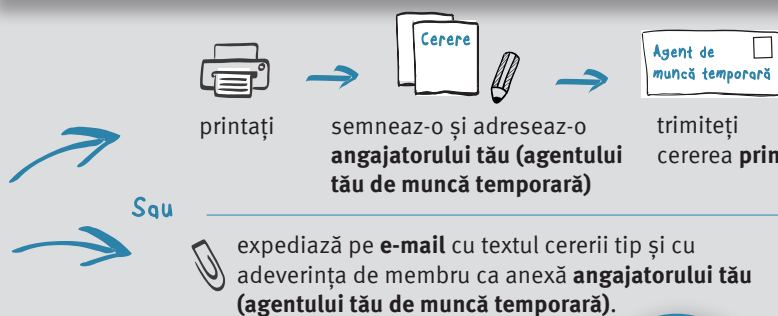 Cerere
Agent de
muncă temporară
printați
semneaz-o și adreseaz-o
angajatorului tău (agentului
tău de muncă temporară)
trimiteți
cererea
Sau
expediază pe e-mail cu textul cererii tip și cu
adeverința de membru ca anexă angajatorului tău
(agentului tău de muncă temporară).